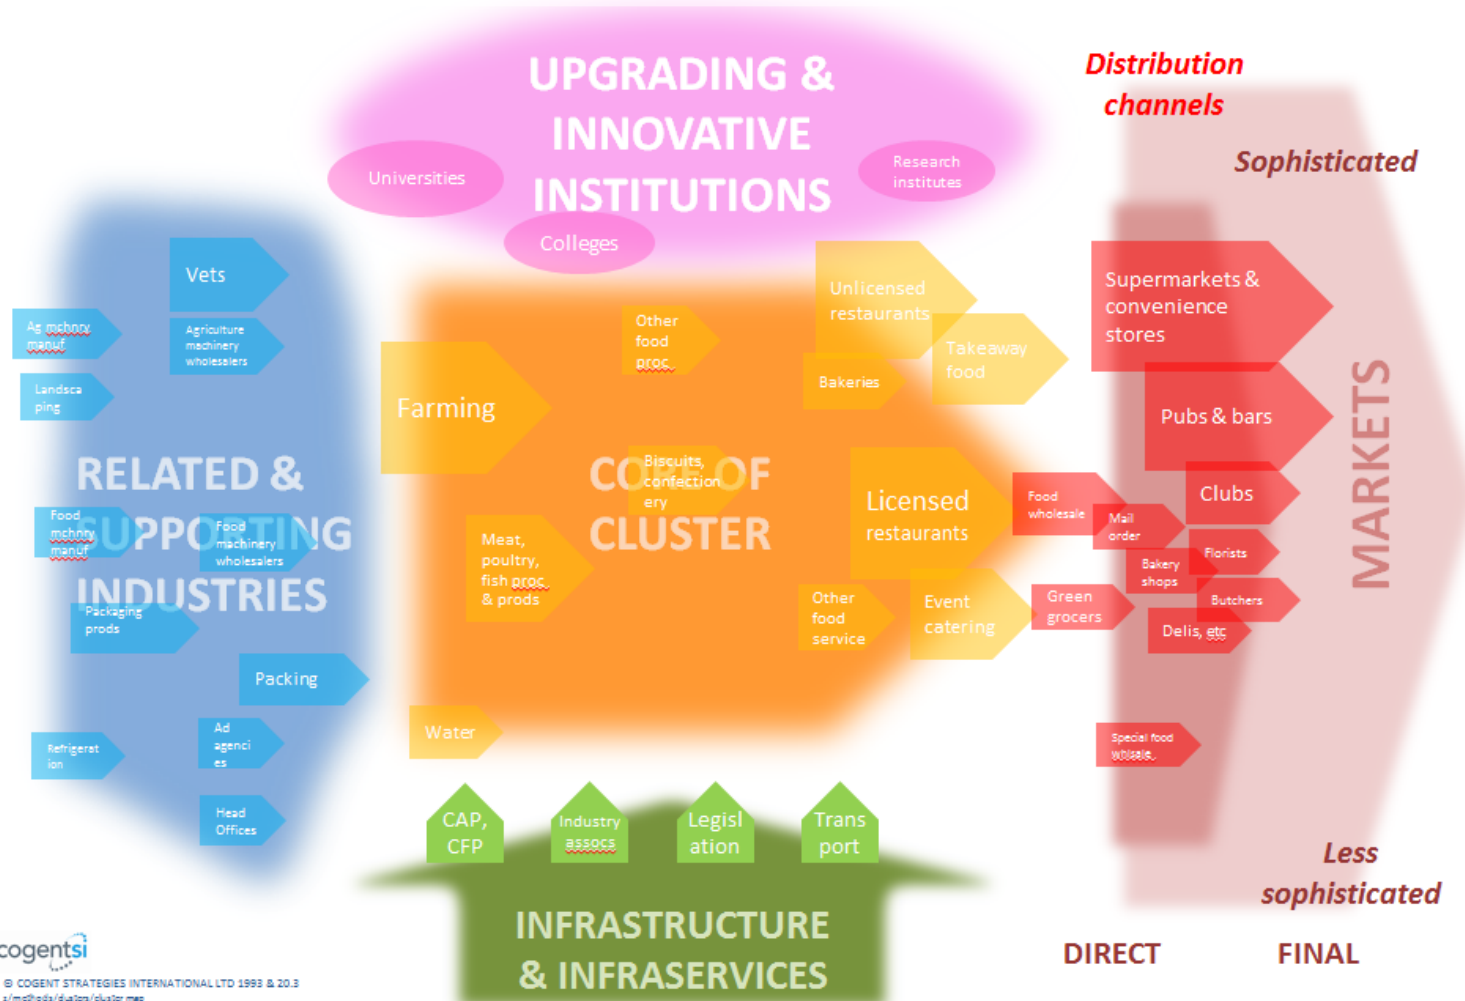 UPGRADING &
INNOVATIVE
INSTITUTIONS
Universities
Research
institutes
Colleges
Distribution
channels
Sophisticated
Vets
Ag mchnry
manuf.
Agriculture
machinery
wholesalers
Landsca
ping
RELATED &
SUPPORTING
INDUSTRIES
Food
mchnry
manuf
Food
machinery
wholesalers
Packaging
prods
Packing
Refrigerat
ion
Ad
agenci
es
Head
Offices
Farming
Other
food
proc.
Unlicensed
restaurants
Takeaway
food
Bakeries
CORE OF
CLUSTER
Biscuits,
confection
ery
Meat,
poultry,
fish proc.
& prods
Licensed
restaurants
Other
food
service
Event
catering
Water
Supermarkets &
convenience
stores
Pubs & bars
Clubs
Food
wholesale
Mail
order
Florists
Bakery
shops
Green
grocers
Butchers
Delis, etc
Special food
whlsale.
MARKETS
CAP,
CFP
Industry
assocs
Legisl
ation
Trans
port
INFRASTRUCTURE
& INFRASERVICES
Less
sophisticated
DIRECT
FINAL
cogentsi
© COGENT STRATEGIES INTERNATIONAL LTD 1993 & 20.3
s/methods/clusters/cluster map